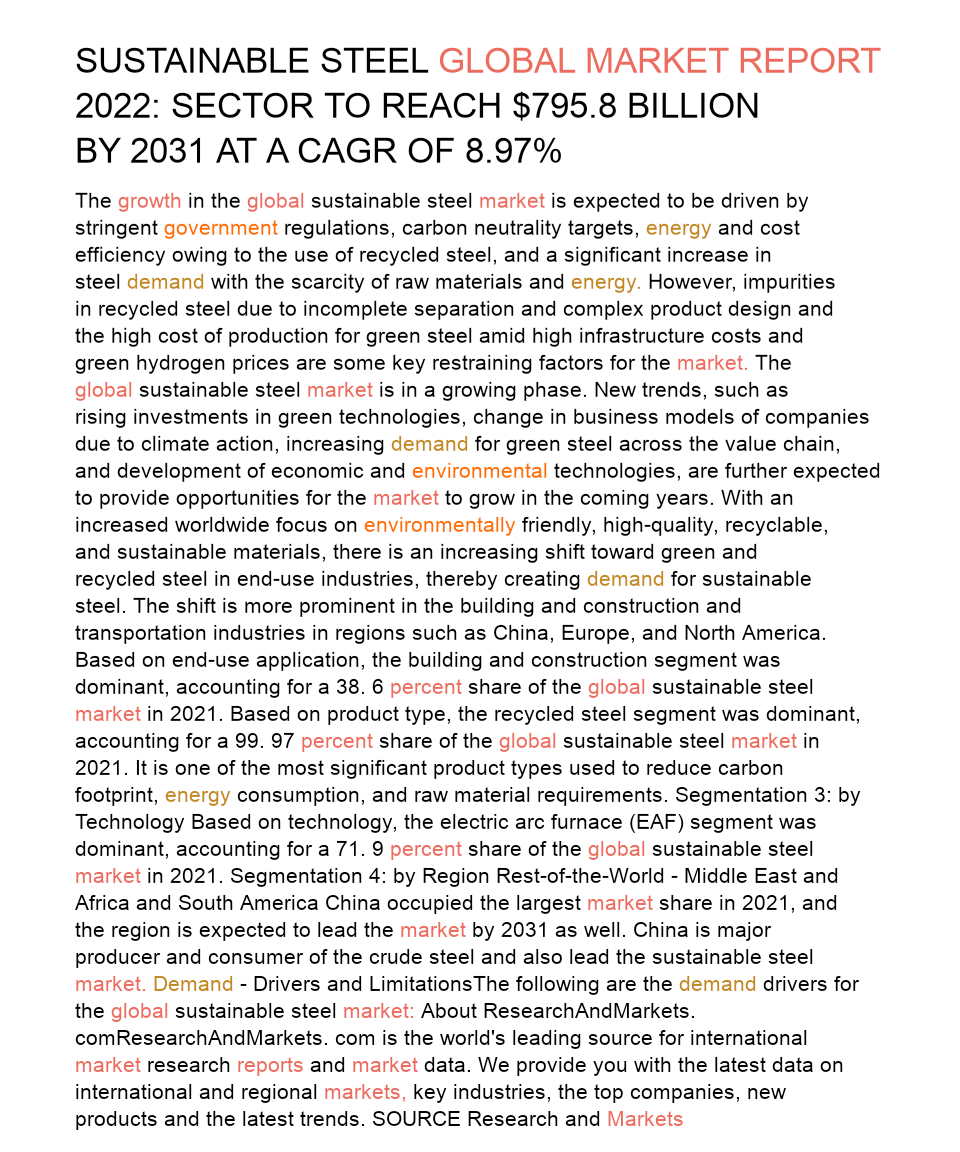 SUSTAINABLE STEEL GLOBAL MARKET REPORT
2022: SECTOR TO REACH $795.8 BILLION
BY 2031 AT A CAGR OF 8.97%
The growth in the global sustainable steel market is expected to be driven by
stringent government regulations, carbon neutrality targets, energy and cost
efficiency owing to the use of recycled steel, and a significant increase in
steel demand with the scarcity of raw materials and energy. However, impurities
in recycled steel due to incomplete separation and complex product design and
the high cost of production for green steel amid high infrastructure costs and
green hydrogen prices are some key restraining factors for the market. The
global sustainable steel market is in a growing phase. New trends, such as
rising investments in green technologies, change in business models of companies
due to climate action, increasing demand for green steel across the value chain,
and development of economic and environmental technologies, are further expected
to provide opportunities for the market to grow in the coming years. With an
increased worldwide focus on environmentally friendly, high-quality, recyclable,
and sustainable materials, there is an increasing shift toward green and
recycled steel in end-use industries, thereby creating demand for sustainable
steel. The shift is more prominent in the building and construction and
transportation industries in regions such as China, Europe, and North America.
Based on end-use application, the building and construction segment was
dominant, accounting for a 38. 6 percent share of the global sustainable steel
market in 2021. Based on product type, the recycled steel segment was dominant,
accounting for a 99. 97 percent share of the global sustainable steel market in
2021. It is one of the most significant product types used to reduce carbon
footprint, energy consumption, and raw material requirements. Segmentation 3: by
Technology Based on technology, the electric arc furnace (EAF) segment was
dominant, accounting for a 71. 9 percent share of the global sustainable steel
market in 2021. Segmentation 4: by Region Rest-of-the-World - Middle East and
Africa and South America China occupied the largest market share in 2021, and
the region is expected to lead the market by 2031 as well. China is major
producer and consumer of the crude steel and also lead the sustainable steel
market. Demand - Drivers and LimitationsThe following are the demand drivers for
the global sustainable steel market: About ResearchAndMarkets.
comResearchAndMarkets. com is the world's leading source for international
market research reports and market data. We provide you with the latest data on
international and regional markets, key industries, the top companies, new
products and the latest trends. SOURCE Research and Markets